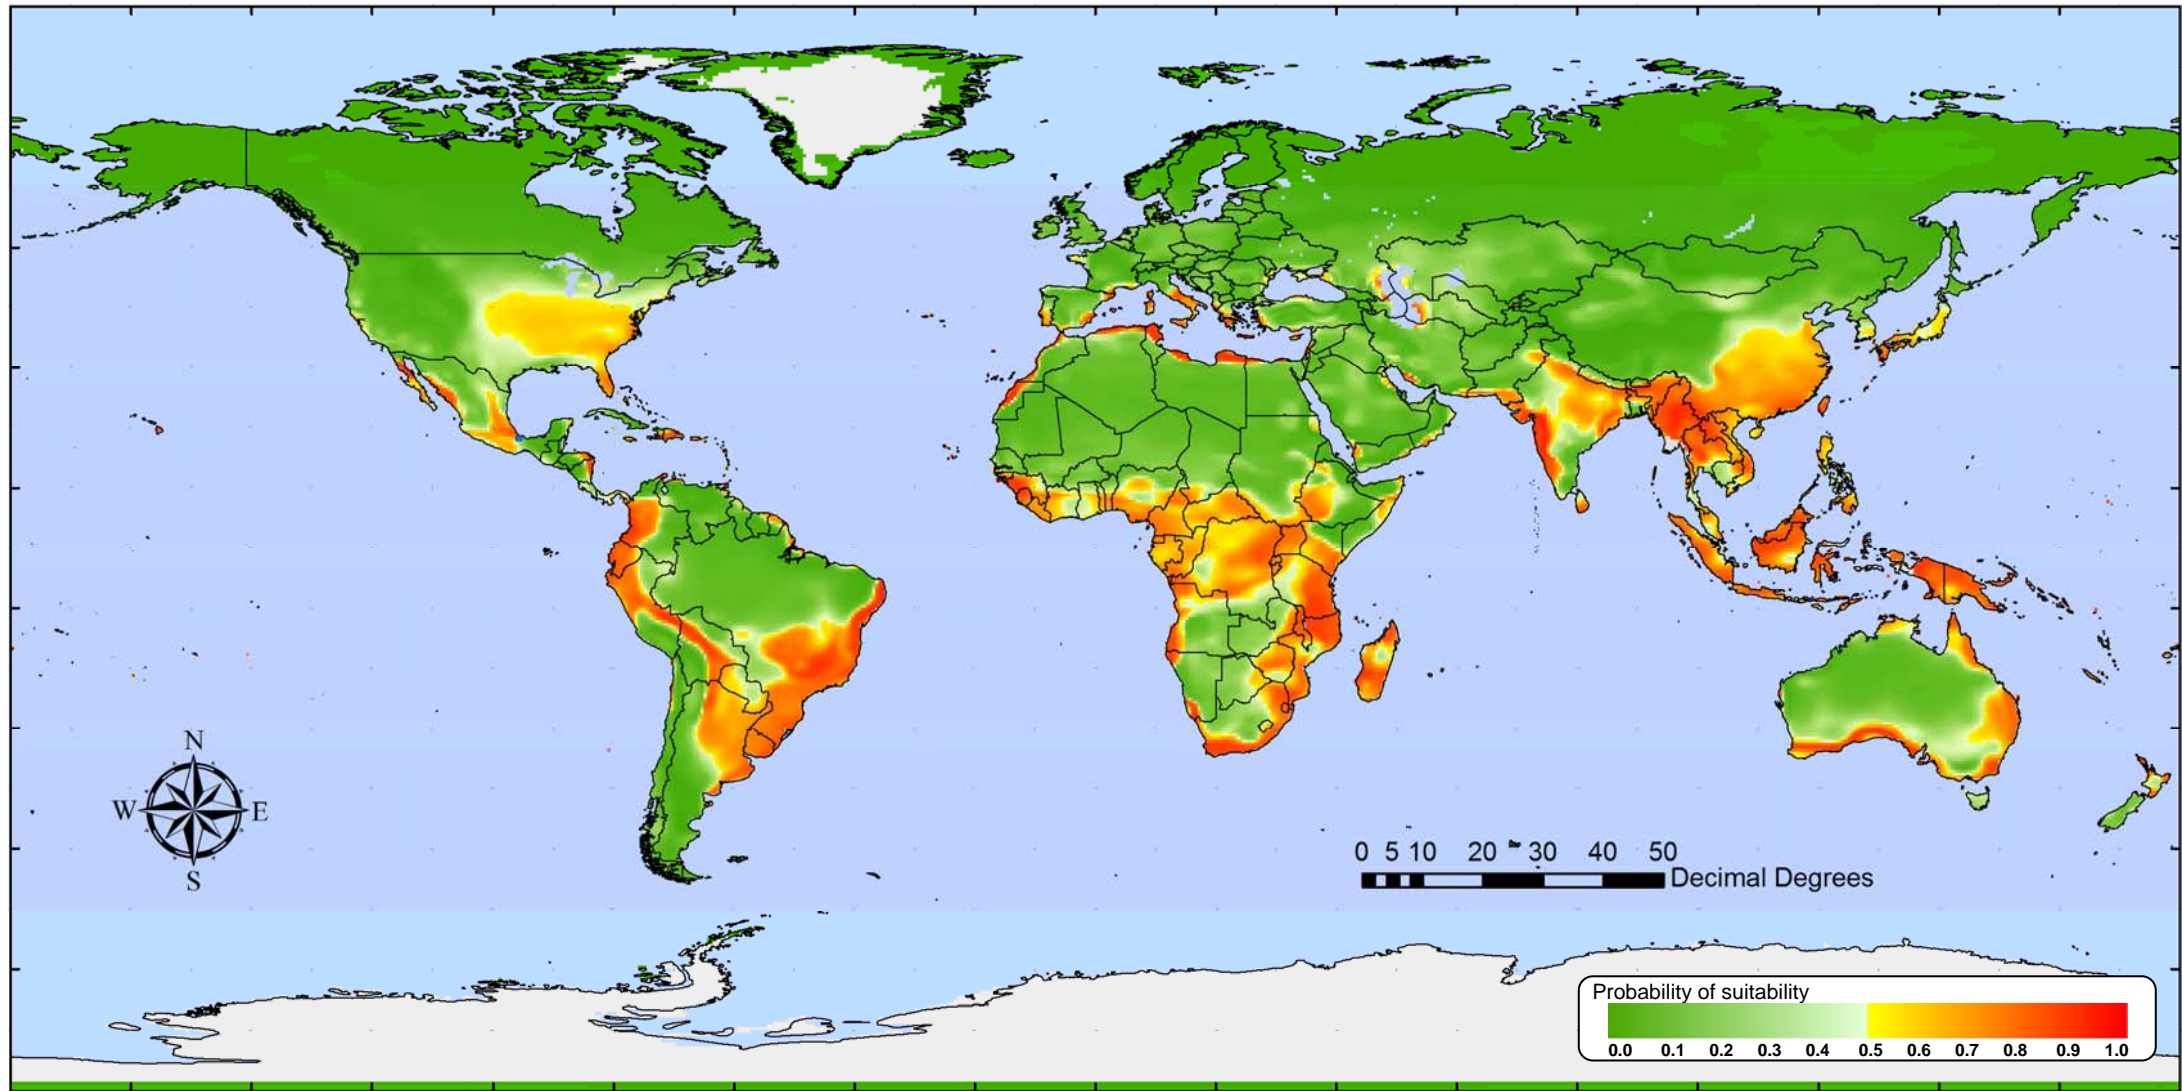 N
W E
S
0 5 10 20 30 40 50
Decimal Degrees
Probability of suitability
0.0 0.1 0.2 0.3 0.4 0.5 0.6 0.7 0.8 0.9 1.0